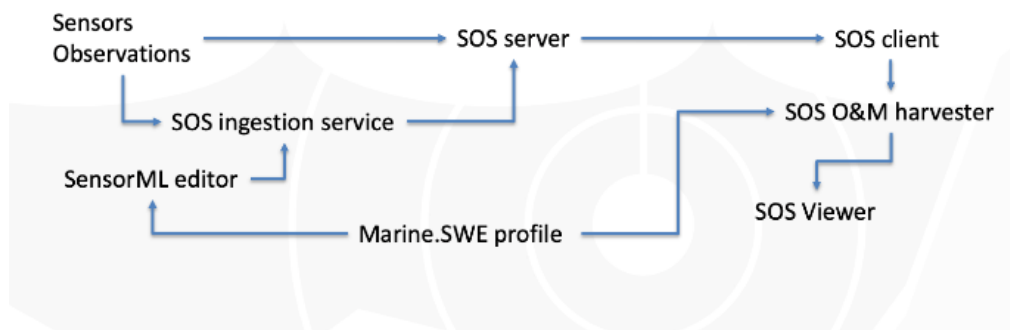 Sensors
Observations
SOS server
SOS client
SOS ingestion service
SOS O&M harvester
SensorML editor
SOS Viewer
Marine.SWE profile